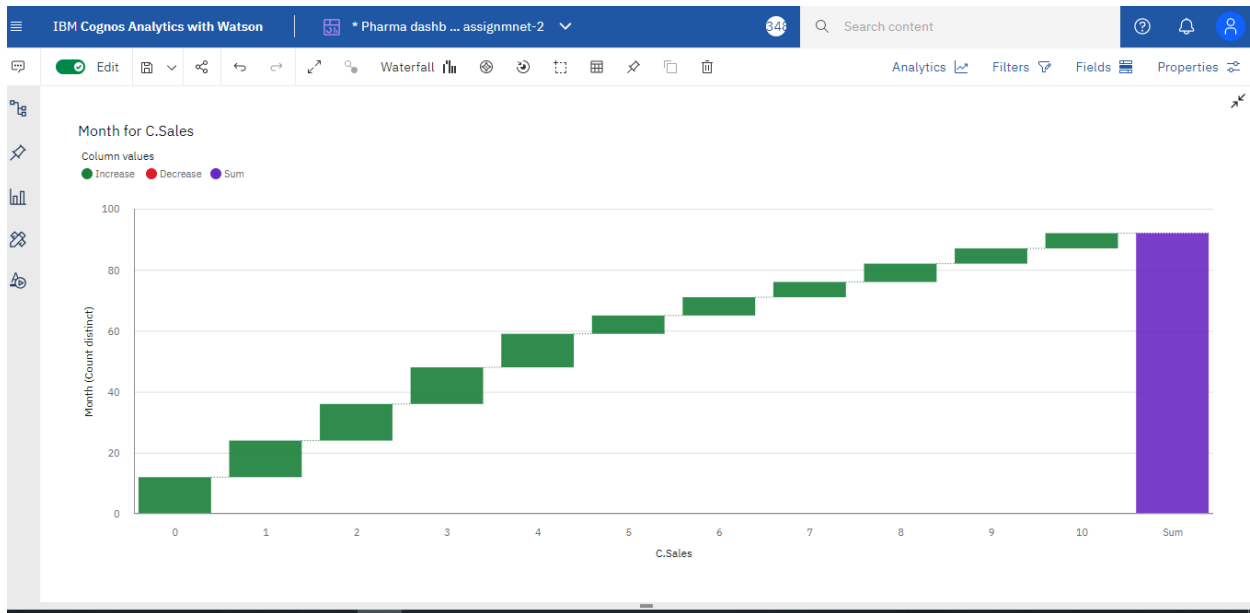 IBM Cognos Analytics with Watson
* Pharma dashb ... assignmnet-2
348
Search content
Edit
Waterfall
Analytics
Filters
Fields
Properties
Month for C.Sales
Column values
Increase Decrease Sum
100
80
60
40
20
0
Month (Count distinct)
0 1 2 3 4 5 6 7 8 9 10 Sum
C.Sales